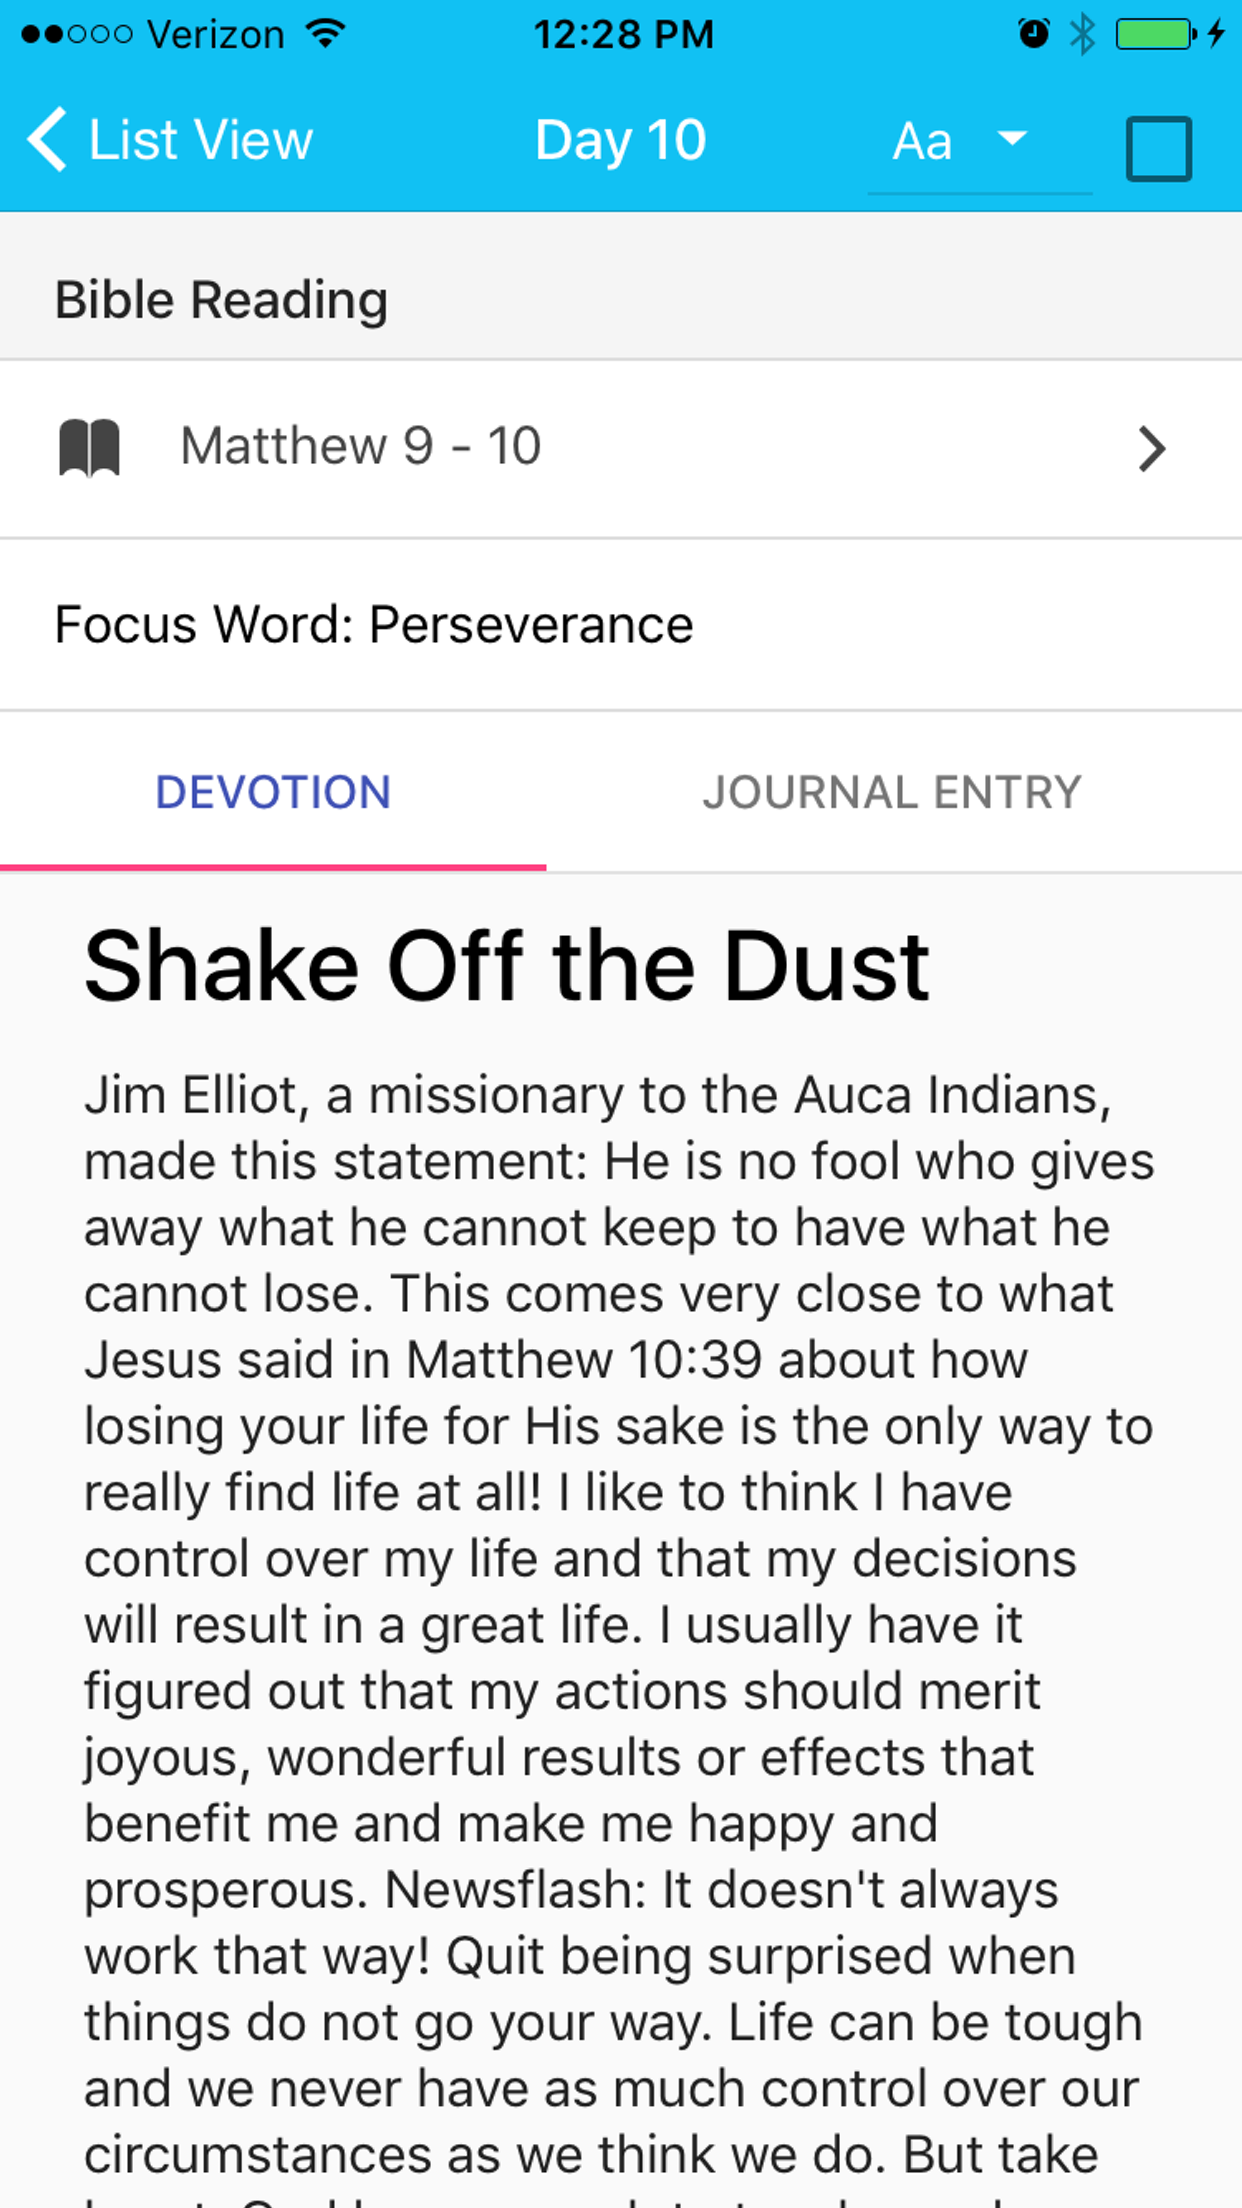 Verizon 12:28 PM
List View Day 10 Aa
Bible Reading
Matthew 9 - 10
Focus Word: Perseverance
DEVOTION JOURNAL ENTRY
Shake Off the Dust
Jim Elliot, a missionary to the Auca Indians,
made this statement: He is no fool who gives
away what he cannot keep to have what he
cannot lose. This comes very close to what
Jesus said in Matthew 10:39 about how
losing your life for His sake is the only way to
really find life at all! I like to think I have
control over my life and that my decisions
will result in a great life. I usually have it
figured out that my actions should merit
joyous, wonderful results or effects that
benefit me and make me happy and
prosperous. Newsflash: It doesn't always
work that way! Quit being surprised when
things do not go your way. Life can be tough
and we never have as much control over our
circumstances as we think we do. But take